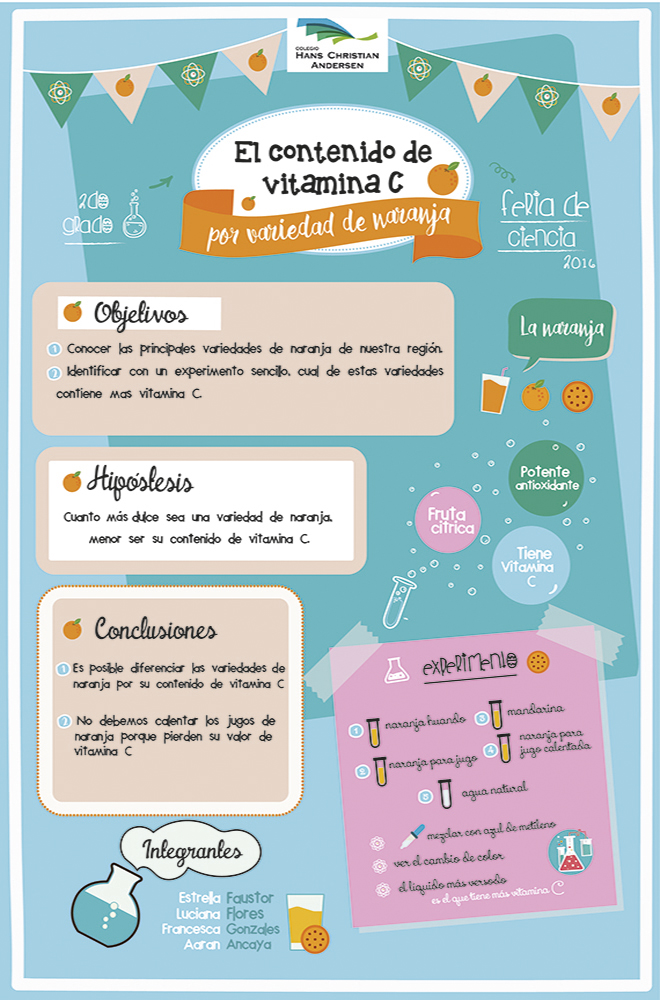 COLEGIO
HANS CHRISTIAN
ANDERSEN
El contenido de
vitamina C
por variedad de naranja
2do
grado
feria de
ciencia
2016
Objetivos
1 Conocer las principales variedades de naranja de nuestra región.
2 Identificar con un experimento sencillo, cual de estas variedades
contiene mas vitamina C.
La naranja
Hipóstesis
Cuanto más dulce sea una variedad de naranja,
menor ser su contenido de vitamina C.
Potente
antioxidante
Fruta
cítrica
Tiene
Vitamina
C
Conclusiones
1 Es posible diferenciar las variedades de
naranja por su contenido de vitamina C
2 No debemos calentar los jugos de
naranja porque pierden su valor de
vitamina C
experimento
1 naranja huando
3 mandarina
2 naranja para jugo
4 naranja para
jugo calentada
5 agua natural
mezclar con azul de metileno
ver el cambio de color
el liquido más versodo
es el que tiene más vitamina C
Integrantes
Estrella Faustor
Luciana Flores
Francesca Gonzales
Aaran Ancaya